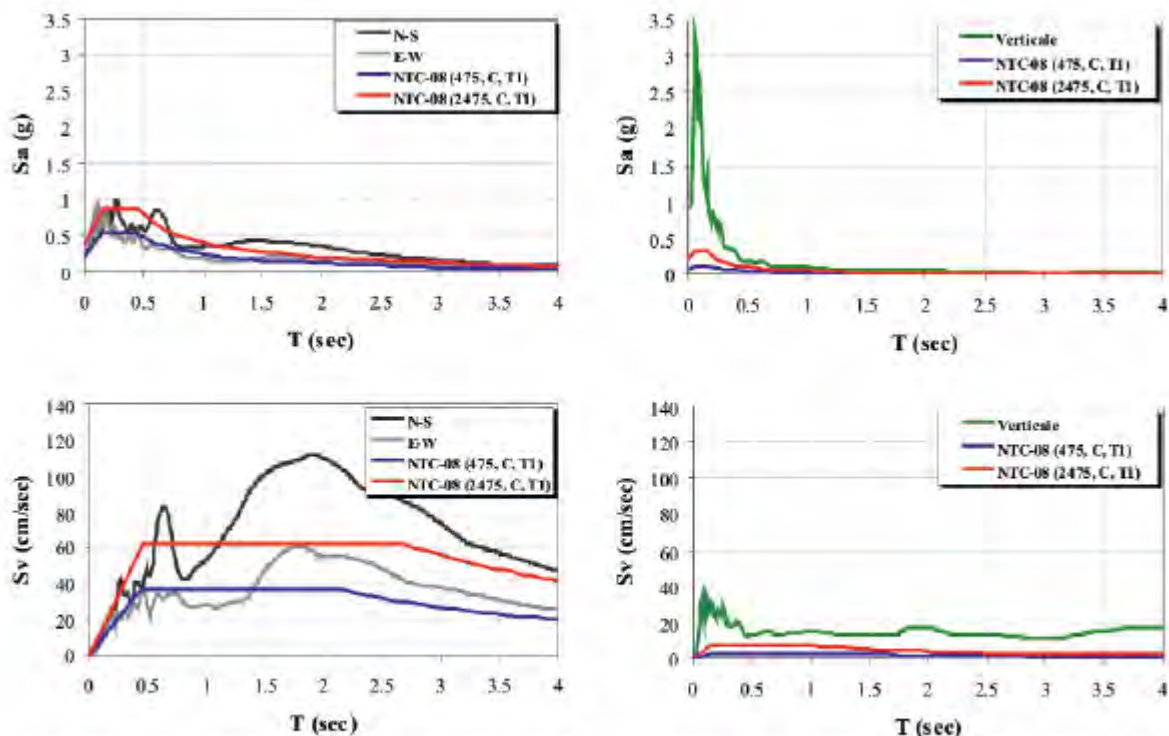 3.5
3
2.5
2
1.5
1
0.5
0
Sa (g)
N-S
E-W
NTC-08 (475, C, T1)
NTC-08 (2475, C, T1)
0 0.5 1 1.5 2 2.5 3 3.5 4
T (sec)
3.5
3
2.5
2
1.5
1
0.5
0
Sa (g)
Verticale
NTC-08 (475, C, T1)
NTC-08 (2475, C, T1)
0 0.5 1 1.5 2 2.5 3 3.5 4
T (sec)
140
120
100
80
60
40
20
0
Sv (cm/sec)
N-S
E-W
NTC-08 (475, C, T1)
NTC-08 (2475, C, T1)
0 0.5 1 1.5 2 2.5 3 3.5 4
T (sec)
140
120
100
80
60
40
20
0
Sv (cm/sec)
Verticale
NTC-08 (475, C, T1)
NTC-08 (2475, C, T1)
0 0.5 1 1.5 2 2.5 3 3.5 4
T (sec)